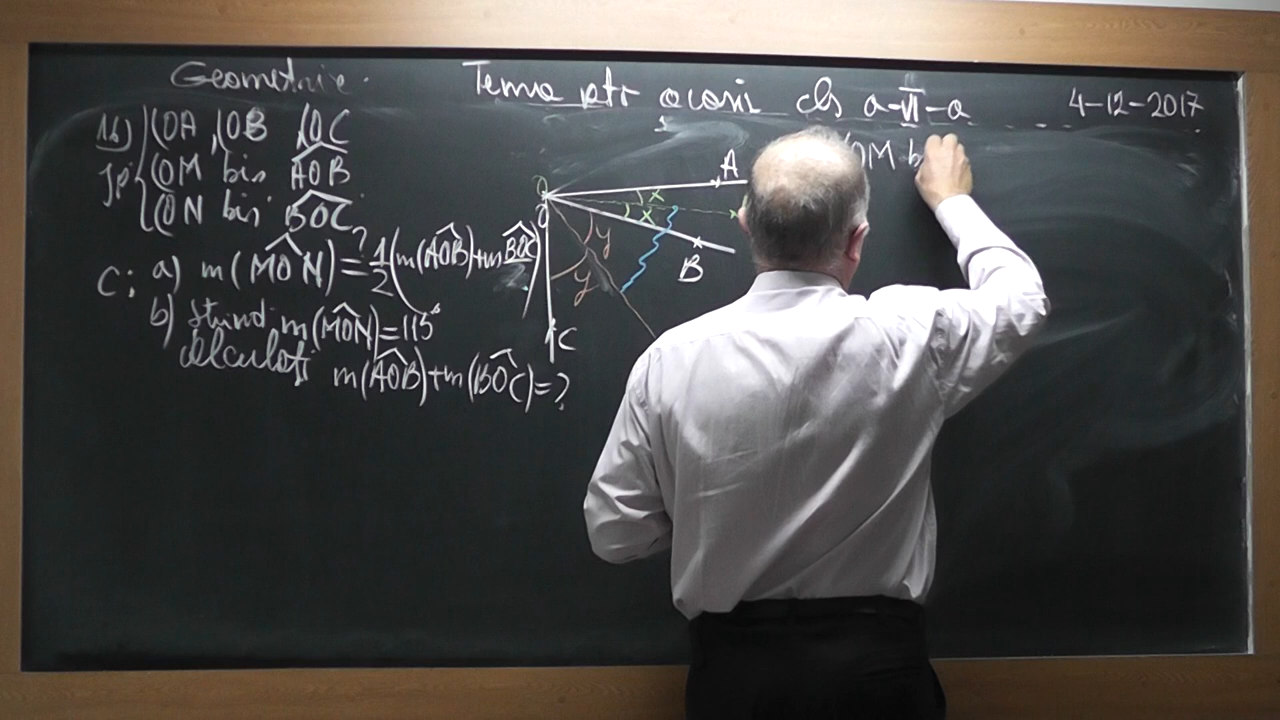 Geometrie.
Tema ptr acasă cls a-VI-a
4-12-2017
16) (OA, (OB (OC
Ip (OM bis AOB
(ON bis BOC
C: a) m(MON)=1/2(m(AOB)+m BOC)
?
b) știind m(MON)=115°
calculați m(AOB)+m(BOC)=?
(OM b
A
O
x
x
B
y
y
C